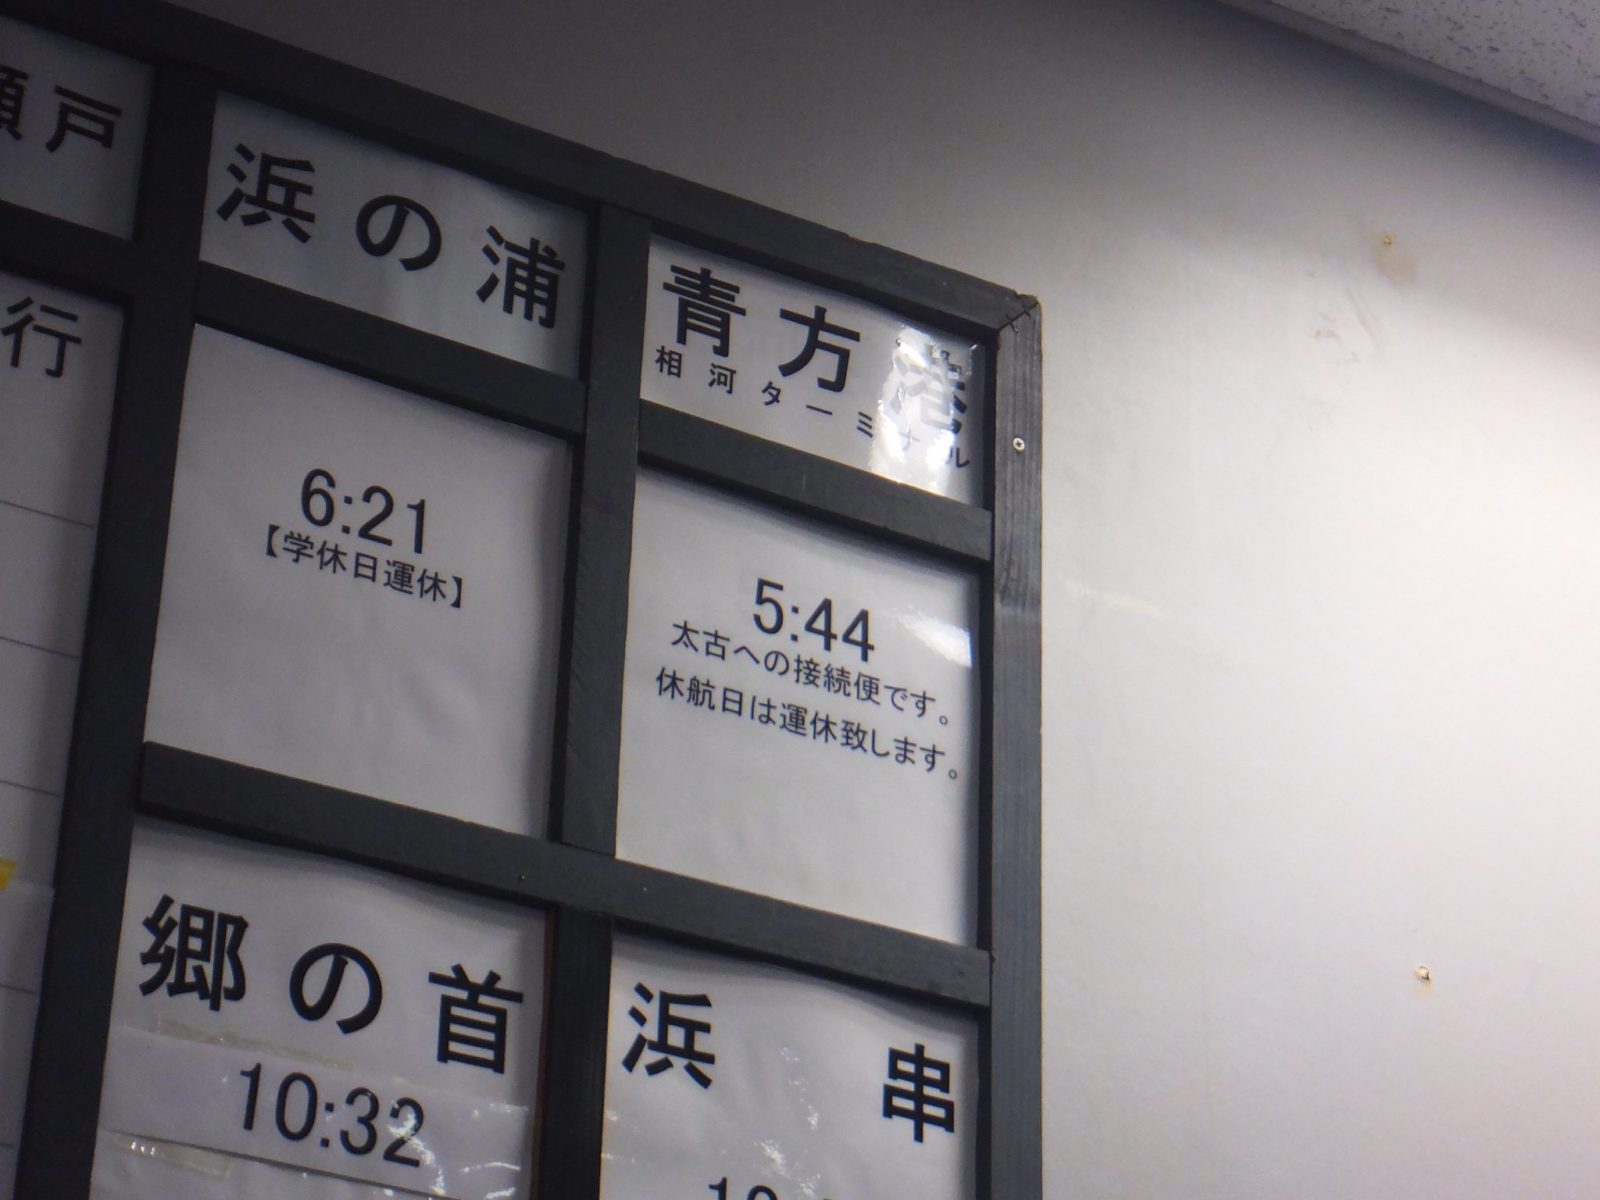 瀬戸
浜の浦
青方港
相河ターミナル
行
6:21
【学休日運休】
5:44
太古への接続便です。
休航日は運休致します。
郷の首
10:32
浜串